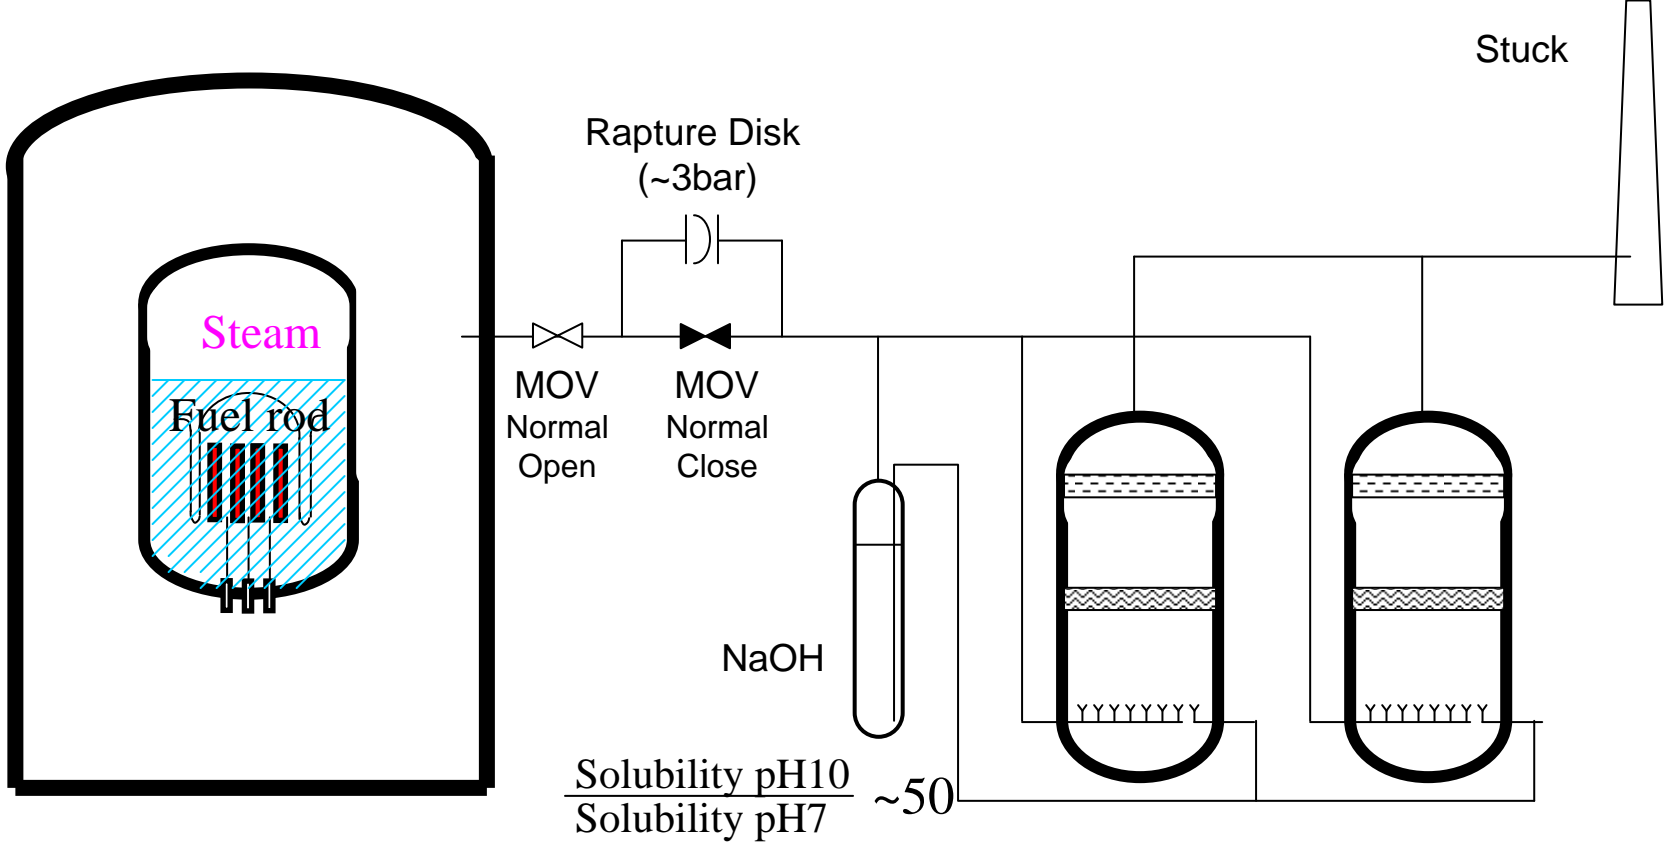 Stuck
Rapture Disk
(~3bar)
Steam
Fuel rod
MOV
Normal
Open
MOV
Normal
Close
NaOH
Solubility pH10
Solubility pH7
~50